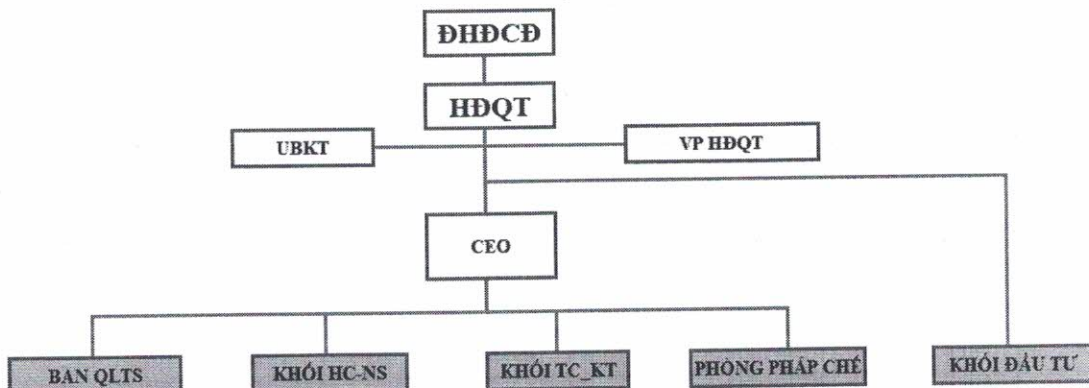 ĐHĐCĐ
HĐQT
UBKT
VP HĐQT
CEO
BAN QLTS
KHỐI HC-NS
KHỐI TC_KT
PHÒNG PHÁP CHẾ
KHỐI ĐẦU TƯ